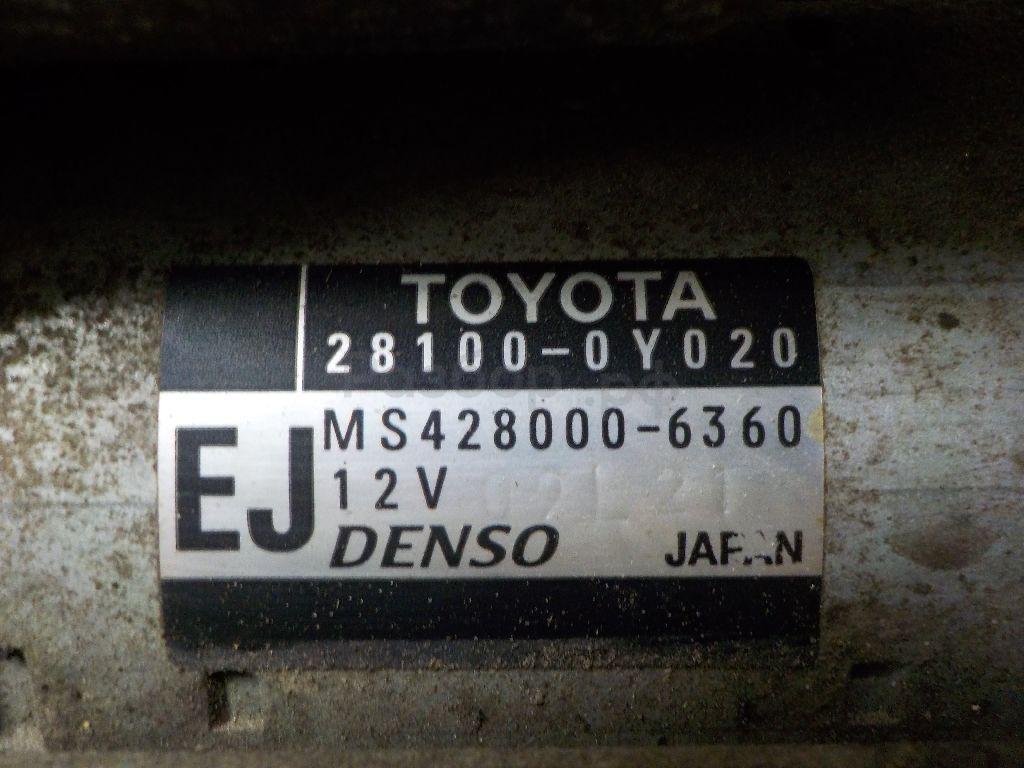 TOYOTA
28100-0Y020
EJ
MS428000-6360
12V
DENSO JAPAN